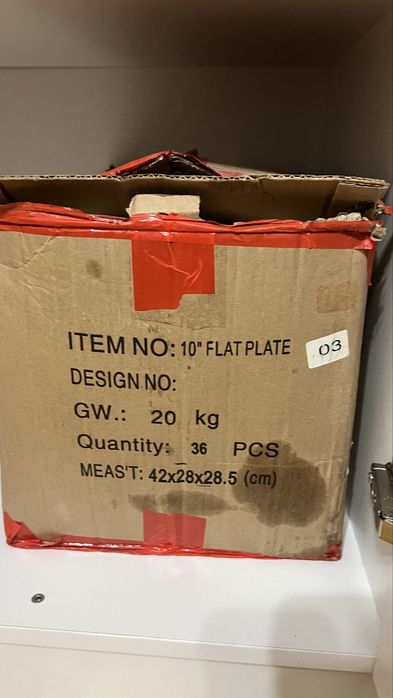 ITEM NO: 10" FLAT PLATE
03
DESIGN NO:
GW.: 20 kg
Quantity: 36 PCS
MEAS'T: 42x28x28.5 (cm)